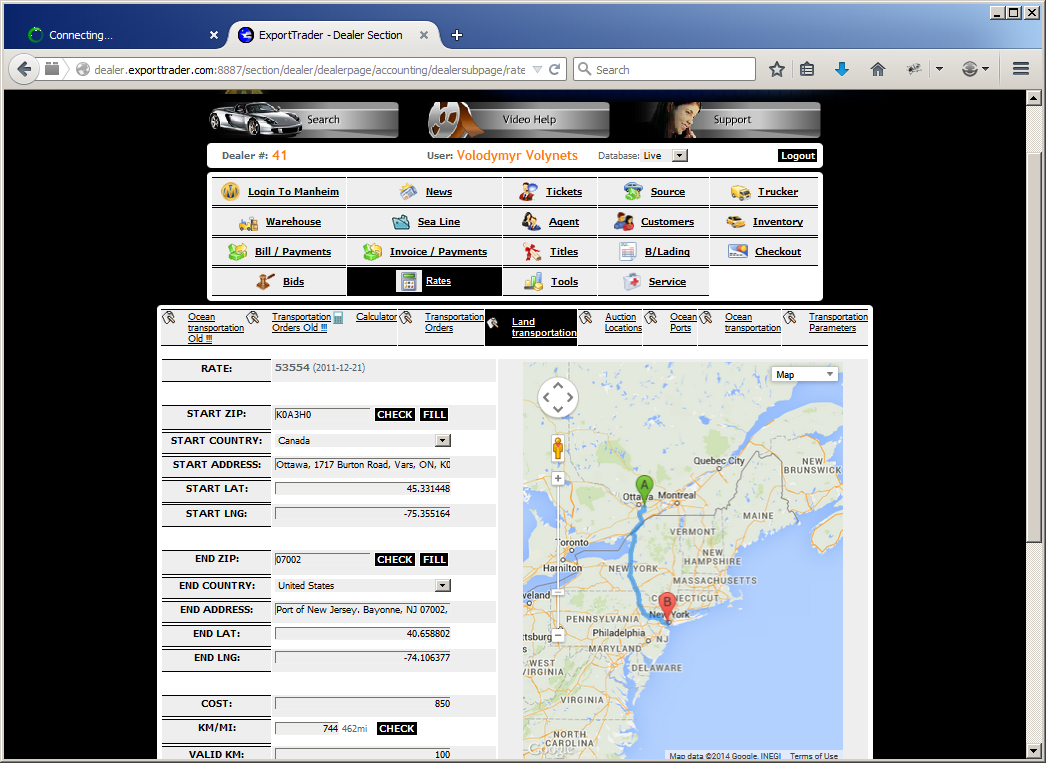 Connecting...
ExportTrader - Dealer Section
dealer.exporttrader.com:8887/section/dealer/dealerpage/accounting/dealersubpage/rate
Search
Search
Video Help
Support
Dealer #: 41
User: Volodymyr Volynets
Database: Live
Logout
Login To Manheim
News
Tickets
Source
Trucker
Warehouse
Sea Line
Agent
Customers
Inventory
Bill / Payments
Invoice / Payments
Titles
B/Lading
Checkout
Bids
Rates
Tools
Service
Ocean
transportation
Old !!!
Transportation
Orders Old !!!
Calculator
Transportation
Orders
Land
transportation
Auction
Locations
Ocean
Ports
Ocean
transportation
Transportation
Parameters
RATE: 53554 (2011-12-21)
START ZIP: K0A3H0 CHECK FILL
START COUNTRY: Canada
START ADDRESS: Ottawa, 1717 Burton Road, Vars, ON, K0
START LAT: 45.331448
START LNG: -75.355164
END ZIP: 07002 CHECK FILL
END COUNTRY: United States
END ADDRESS: Port of New Jersey. Bayonne, NJ 07002,
END LAT: 40.658802
END LNG: -74.106377
COST: 850
KM/MI: 744 462mi CHECK
VALID KM: 100
Map
Quebec City
NEW
BRUNSWICK
A
Ottawa
Montreal
MAINE
VERMONT
Toronto
NEW
HAMPSHIRE
Hamilton
NEW YORK
MASSACHUSETTS
B
CONNECTICUT
eveland
New York
PENNSYLVANIA
ttsburg
Philadelphia
NJ
MARYLAND
WEST
VIRGINIA
DELAWARE
VIRGINIA
NORTH
CAROLINA
Google
Map data ©2014 Google, INEGI
Terms of Use